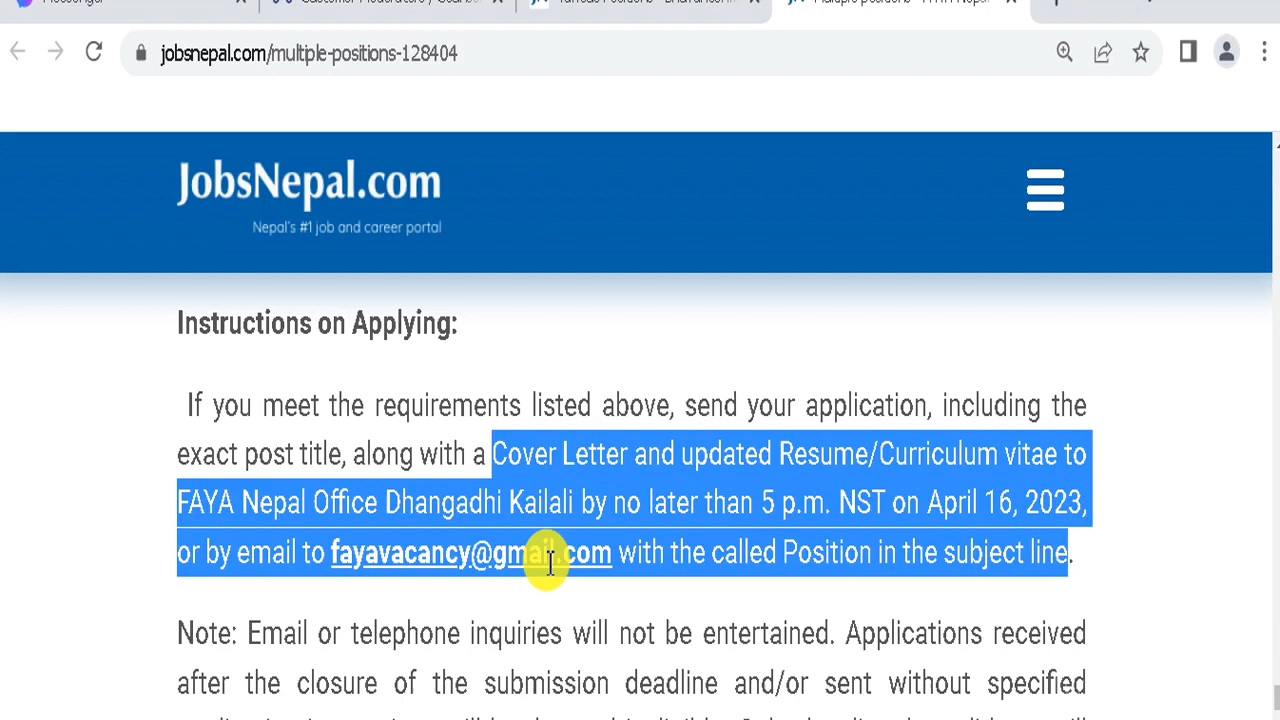 jobsnepal.com/multiple-positions-128404
JobsNepal.com
Nepal's #1 job and career portal
Instructions on Applying:
If you meet the requirements listed above, send your application, including the
exact post title, along with a Cover Letter and updated Resume/Curriculum vitae to
FAYA Nepal Office Dhangadhi Kailali by no later than 5 p.m. NST on April 16, 2023,
or by email to fayavacancy@gmail.com with the called Position in the subject line.
Note: Email or telephone inquiries will not be entertained. Applications received
after the closure of the submission deadline and/or sent without specified